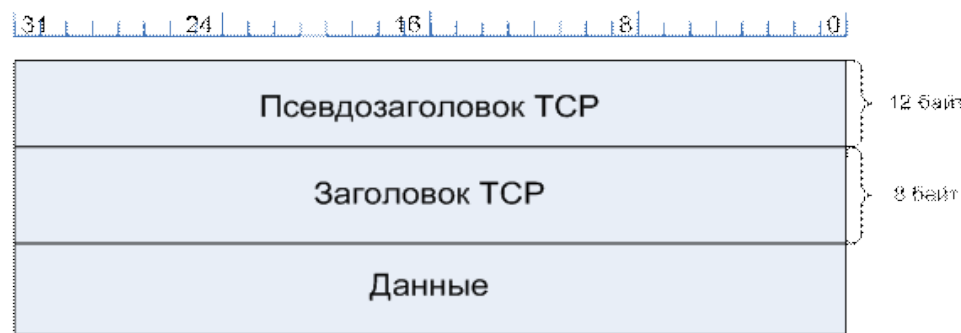 31 24 16 8 0
Псевдозаголовок TCP
12 байт
Заголовок TCP
8 байт
Данные